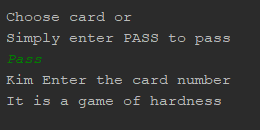 Choose card or
Simply enter PASS to pass
Pass
Kim Enter the card number
It is a game of hardness